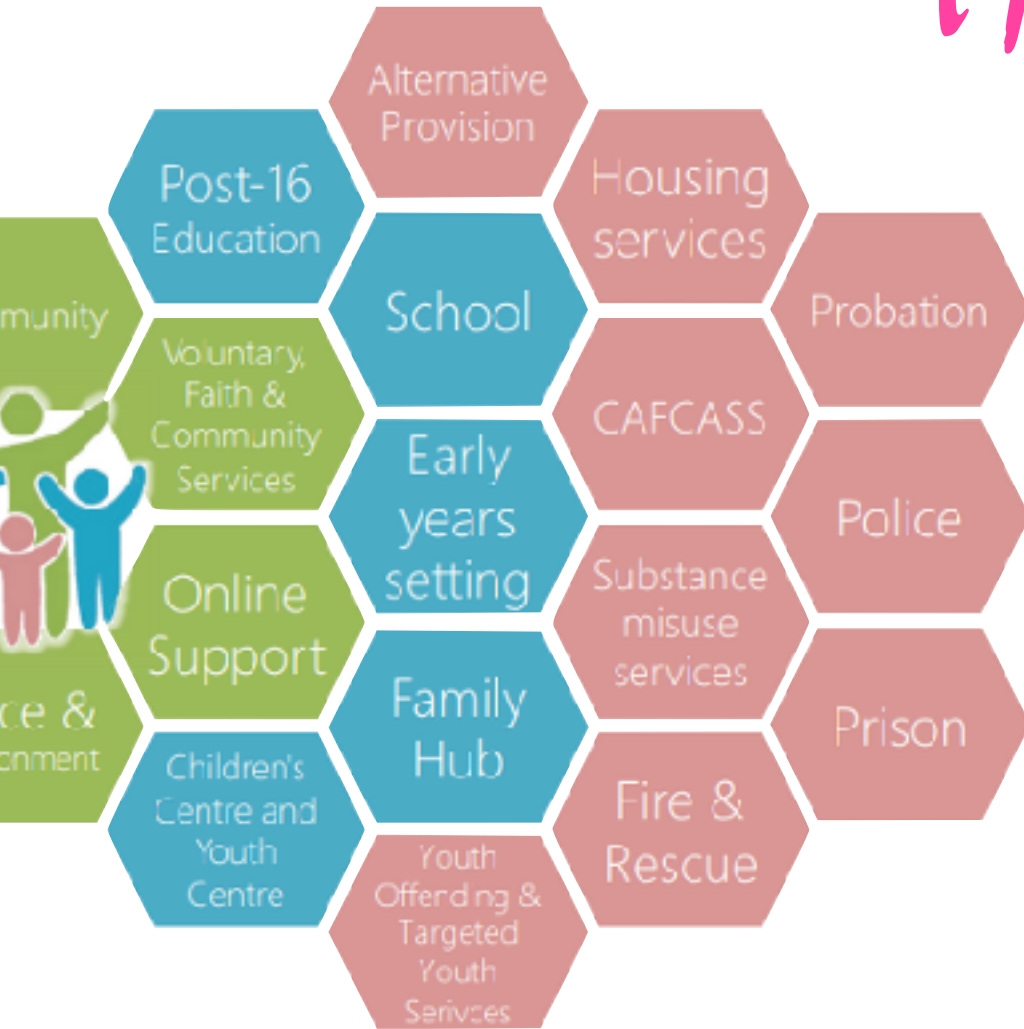 Alternative
Provision
Post-16
Education
Housing
services
School
Probation
munity
Voluntary,
Faith &
Community
Services
CAFCASS
Early
years
setting
Police
Online
Support
Substance
misuse
services
Family
Hub
ce &
onment
Prison
Children's
Centre and
Youth
Centre
Fire &
Rescue
Youth
Offending &
Targeted
Youth
Serivces